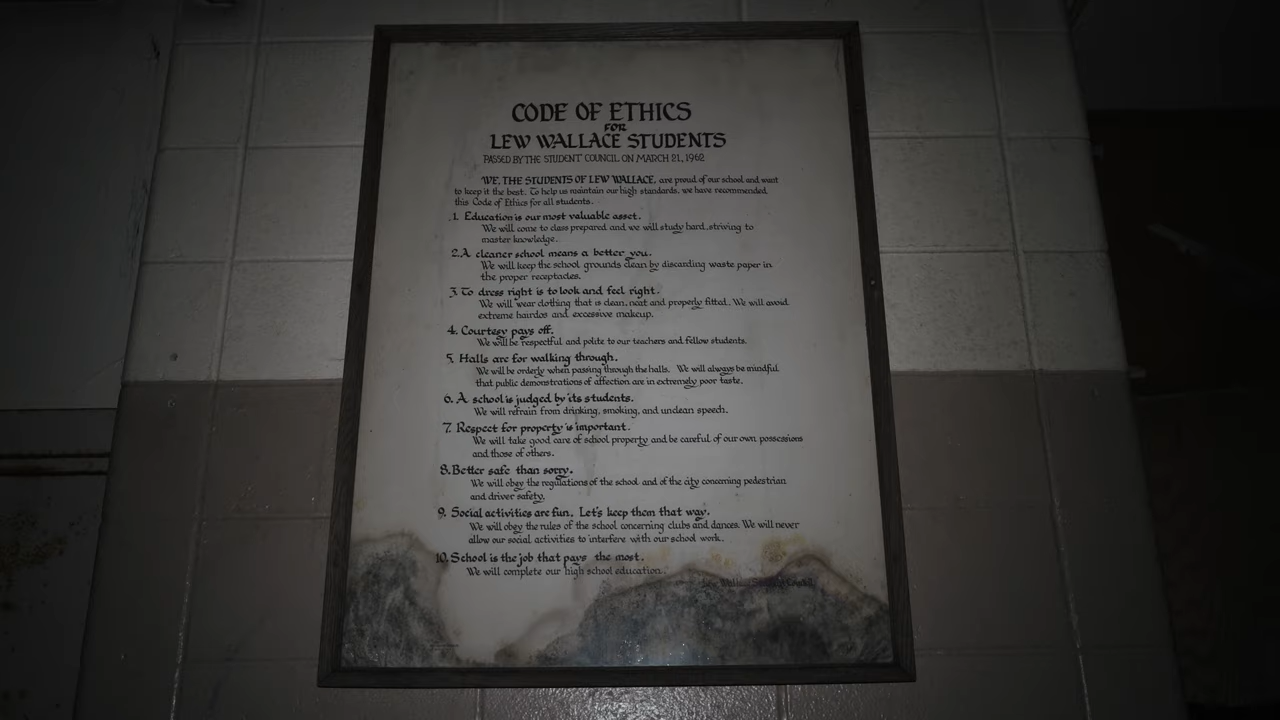 CODE OF ETHICS
FOR
LEW WALLACE STUDENTS
PASSED BY THE STUDENT COUNCIL ON MARCH 21, 1962
WE, THE STUDENTS OF LEW WALLACE, are proud of our school and want
to keep it the best. To help us maintain our high standards, we have recommended
this Code of Ethics for all students.
1. Education is our most valuable asset.
We will come to class prepared and we will study hard, striving to
master knowledge.
2. A cleaner school means a better you.
We will keep the school grounds clean by discarding waste paper in
the proper receptacles.
3. To dress right is to look and feel right.
We will wear clothing that is clean, neat and properly fitted. We will avoid
extreme hairdos and excessive makeup.
4. Courtesy pays off.
We will be respectful and polite to our teachers and fellow students.
5. Halls are for walking through.
We will be orderly when passing through the halls. We will always be mindful
that public demonstrations of affection are in extremely poor taste.
6. A school is judged by its students.
We will refrain from drinking, smoking, and unclean speech.
7. Respect for property is important.
We will take good care of school property and be careful of our own possessions
and those of others.
8. Better safe than sorry.
We will obey the regulations of the school and of the city concerning pedestrian
and driver safety.
9. Social activities are fun. Let's keep them that way.
We will obey the rules of the school concerning clubs and dances. We will never
allow our social activities to interfere with our school work.
10. School is the job that pays the most.
We will complete our high school education.